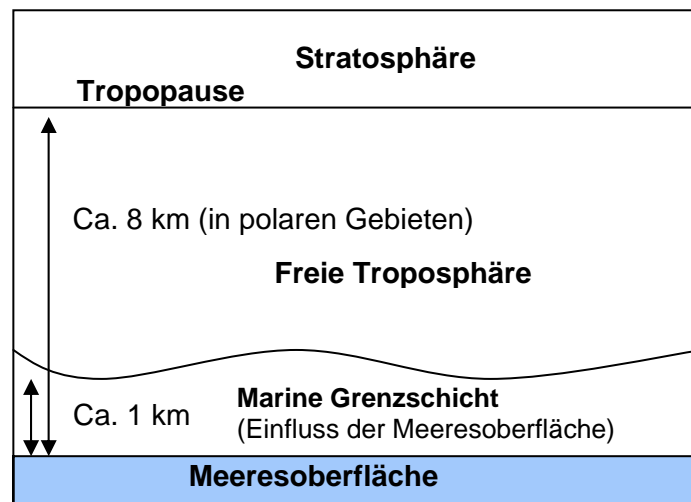 Stratosphäre
Tropopause
Ca. 8 km (in polaren Gebieten)
Freie Troposphäre
Marine Grenzschicht
Ca. 1 km
(Einfluss der Meeresoberfläche)
Meeresoberfläche